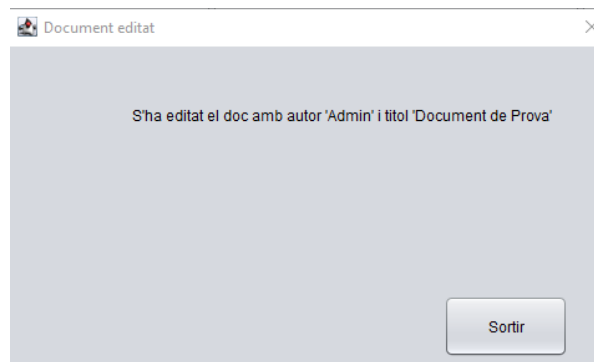 Document editat
S'ha editat el doc amb autor 'Admin' i titol 'Document de Prova'
Sortir